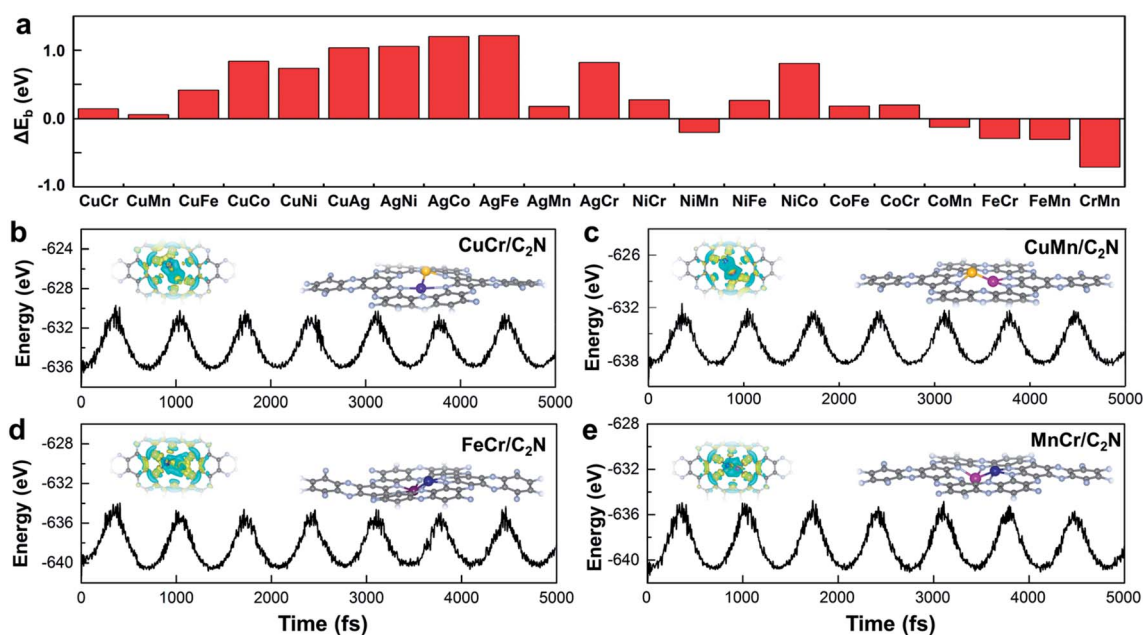 a
ΔE_b (eV)
1.0
0.0
-1.0
CuCr CuMn CuFe CuCo CuNi CuAg AgNi AgCo AgFe AgMn AgCr NiCr NiMn NiFe NiCo CoFe CoCr CoMn FeCr FeMn CrMn
b
CuCr/C₂N
Energy (eV)
-624
-628
-632
-636
0 1000 2000 3000 4000 5000
c
CuMn/C₂N
Energy (eV)
-626
-632
-638
0 1000 2000 3000 4000 5000
d
FeCr/C₂N
Energy (eV)
-628
-632
-636
-640
0 1000 2000 3000 4000 5000
Time (fs)
e
MnCr/C₂N
Energy (eV)
-628
-632
-636
-640
0 1000 2000 3000 4000 5000
Time (fs)